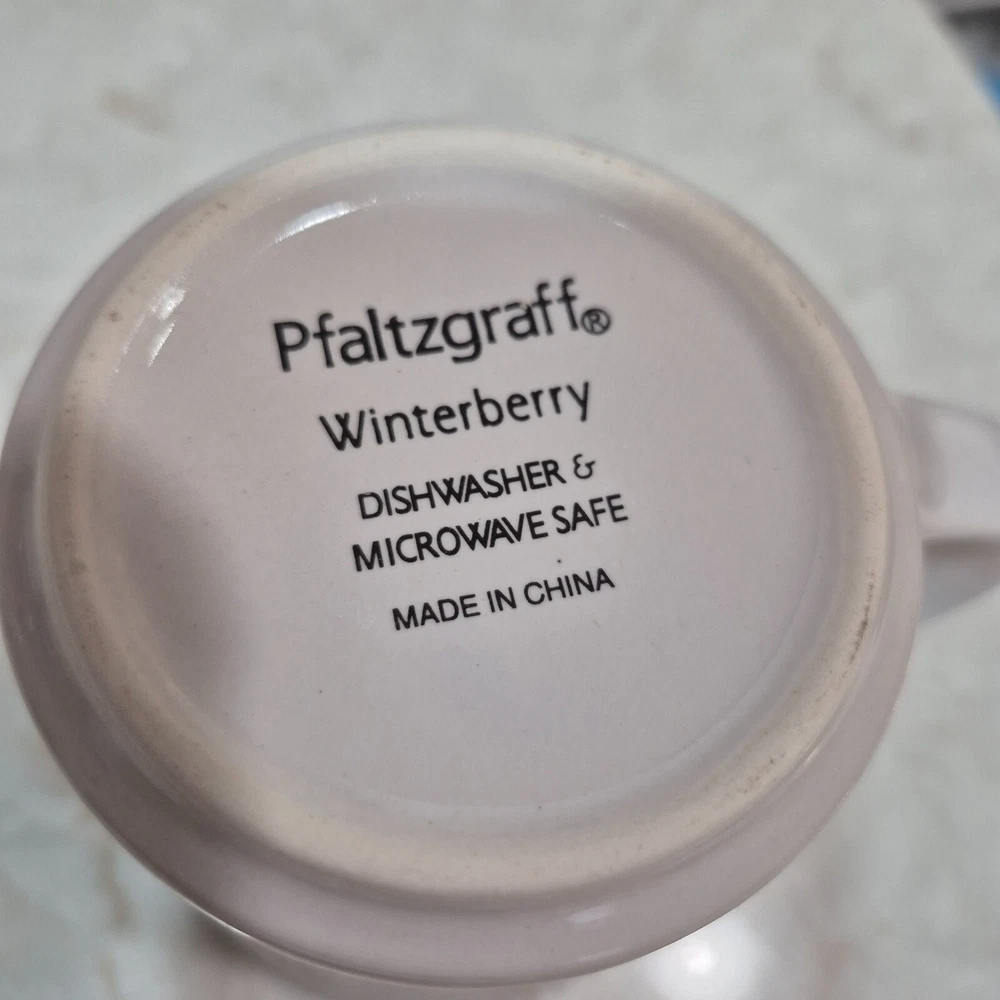 Pfaltzgraff®
Winterberry
DISHWASHER &
MICROWAVE SAFE
MADE IN CHINA